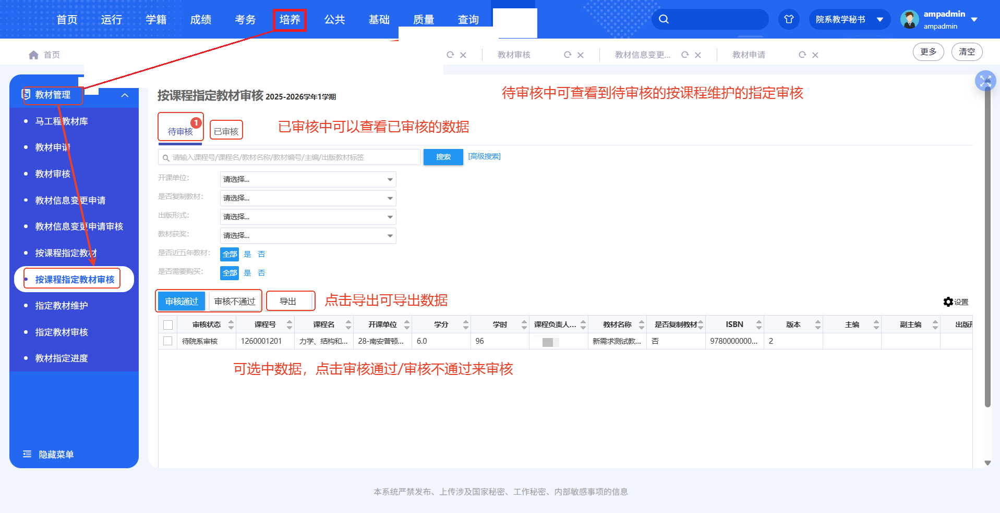 首页 运行 学籍 成绩 考务 培养 公共 基础 质量 查询
院系教学秘书
ampadmin
ampadmin
首页
教材审核
教材信息变更...
教材申请
更多
清空
教材管理
马工程教材库
教材申请
教材审核
教材信息变更申请
教材信息变更申请审核
按课程指定教材
按课程指定教材审核
指定教材维护
指定教材审核
教材指定进度
隐藏菜单
按课程指定教材审核 2025-2026学年1学期
待审核中可查看到待审核的按课程维护的指定审核
待审核 1
已审核
已审核中可以查看已审核的数据
请输入课程号/课程名/教材名称/教材编号/主编/出版教材标签
搜索
[高级搜索]
开课单位: 请选择...
是否复制教材: 请选择...
出版形式: 请选择...
教材获奖: 请选择...
是否近五年教材: 全部 是 否
是否需要购买: 全部 是 否
审核通过 审核不通过 导出
点击导出可导出数据
设置
审核状态 课程号 课程名 开课单位 学分 学时 课程负责人... 教材名称 是否复制教材 ISBN 版本 主编 副主编 出版
待院系审核 1260001201 力学、结构和... 28-南安普顿... 6.0 96 新需求测试教... 否 9780000000... 2
可选中数据，点击审核通过/审核不通过来审核
本系统严禁发布、上传涉及国家秘密、工作秘密、内部敏感事项的信息